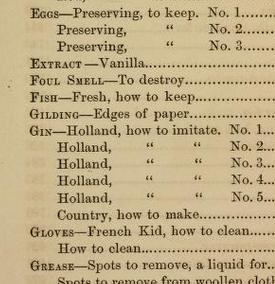 EGGS—Preserving, to keep. No. 1......
Preserving, “ No. 2......
Preserving, “ No. 3......
EXTRACT—Vanilla......
FOUL SMELL—To destroy......
FISH—Fresh, how to keep......
GILDING—Edges of paper......
GIN—Holland, how to imitate. No. 1...
Holland, “ “ No. 2...
Holland, “ “ No. 3...
Holland, “ “ No. 4...
Holland, “ “ No. 5...
Country, how to make......
GLOVES—French Kid, how to clean......
How to clean......
GREASE—Spots to remove, a liquid for..
Spots to remove from woollen